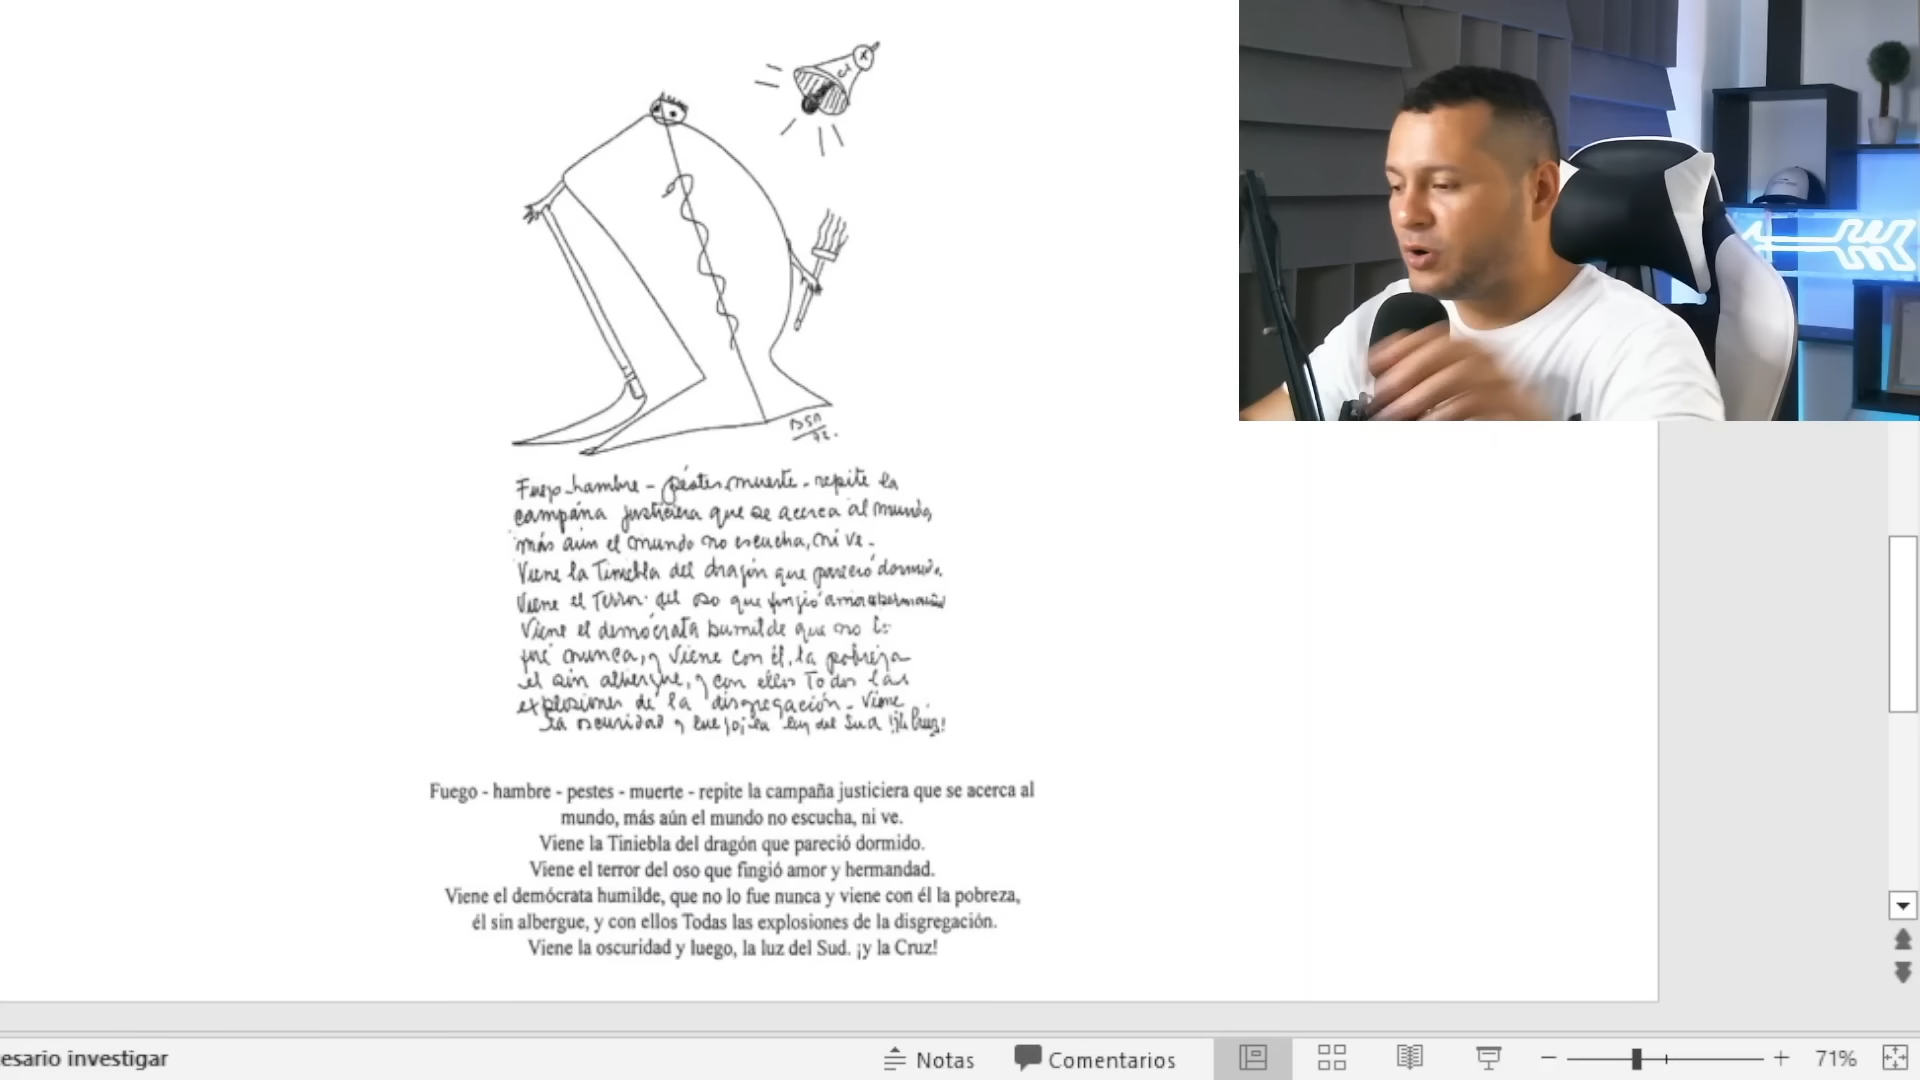 BSP
72.
Fuego - hambre - pestes, muerte - repite la
campána justiciera que se acerca al mundo,
más aún el mundo no escucha, ni ve.
Viene la Tiniebla del dragón que pareció dormido.
Viene el Terror del oso que fingió amor
Viene el demócrata humilde que no lo
fue nunca, y viene con él, la pobreza
el sin albergue, y con ellos Todas las
explosiones de la disgregación. Viene
la oscuridad y luego, la luz del Sud
Fuego - hambre - pestes - muerte - repite la campaña justiciera que se acerca al
mundo, más aún el mundo no escucha, ni ve.
Viene la Tiniebla del dragón que pareció dormido.
Viene el terror del oso que fingió amor y hermandad.
Viene el demócrata humilde, que no lo fue nunca y viene con él la pobreza,
él sin albergue, y con ellos Todas las explosiones de la disgregación.
Viene la oscuridad y luego, la luz del Sud. ¡y la Cruz!
esario investigar
Notas
Comentarios
71%